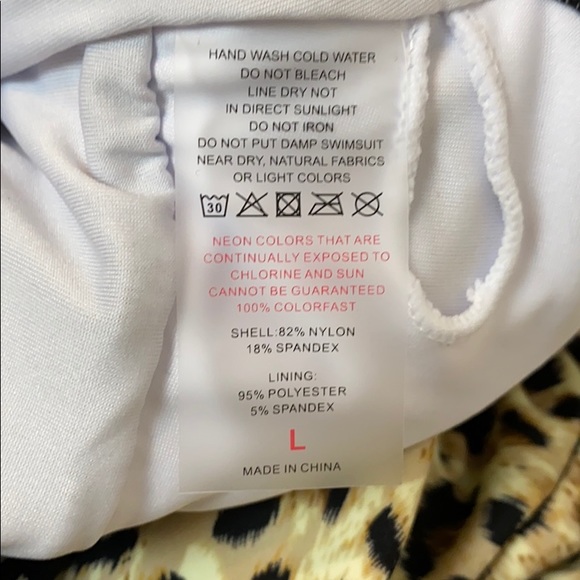 HAND WASH COLD WATER
DO NOT BLEACH
LINE DRY NOT
IN DIRECT SUNLIGHT
DO NOT IRON
DO NOT PUT DAMP SWIMSUIT
NEAR DRY, NATURAL FABRICS
OR LIGHT COLORS
30
NEON COLORS THAT ARE
CONTINUALLY EXPOSED TO
CHLORINE AND SUN
CANNOT BE GUARANTEED
100% COLORFAST
SHELL:82% NYLON
18% SPANDEX
LINING:
95% POLYESTER
5% SPANDEX
L
MADE IN CHINA